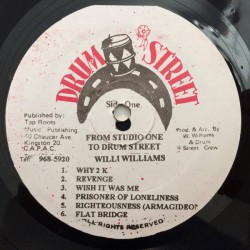 DRUM STREET
Side One
Published by:
Tap Room
Music Publishing
40 Chaucer Ave
Kingston 20.
C.A.P.A.C.
Tel: 968-5920
Prod. & Arr. By
W. Williams
& Drum
Street Crew
FROM STUDIO ONE
TO DRUM STREET
WILLI WILLIAMS
1. WHY 2 K
2. REVENGE
3. WISH IT WAS ME
4. PRISONER OF LONELINESS
5. RIGHTEOUSNESS (ARMAGIDEON
6. FLAT BRIDGE
ALL RIGHTS RESERVED